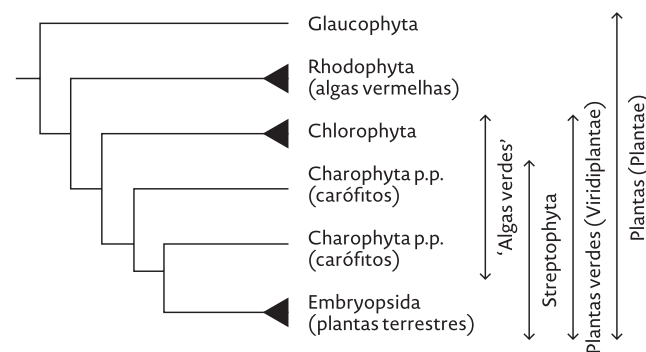 Glaucophyta
Rhodophyta
(algas vermelhas)
Chlorophyta
Charophyta p.p.
(carófitos)
Charophyta p.p.
(carófitos)
Embryopsida
(plantas terrestres)
‘Algas verdes’
Streptophyta
Plantas verdes (Viridiplantae)
Plantas (Plantae)